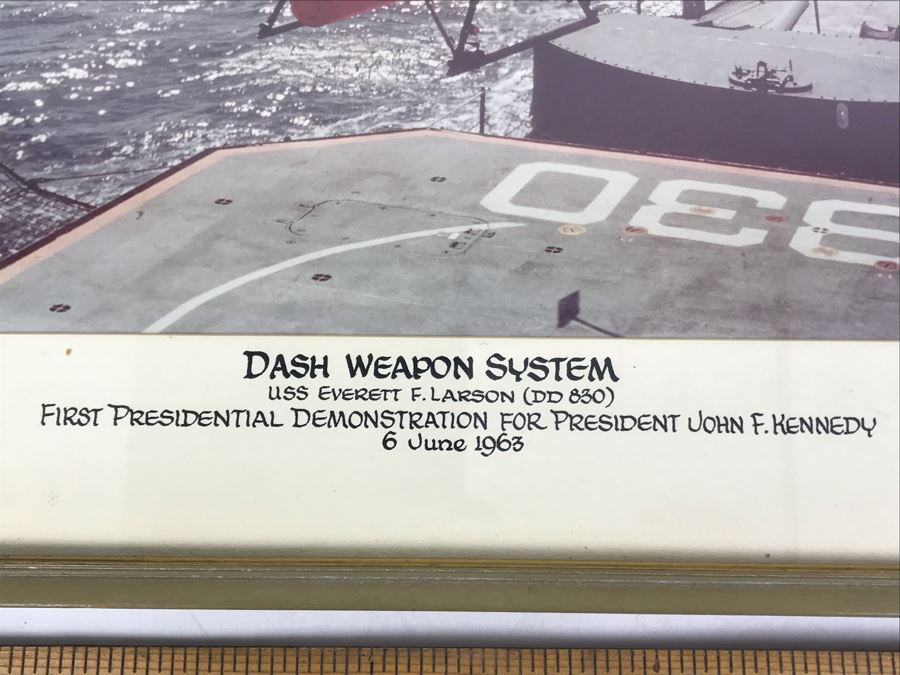 830
DASH WEAPON SYSTEM
USS EVERETT F. LARSON (DD 830)
FIRST PRESIDENTIAL DEMONSTRATION FOR PRESIDENT JOHN F. KENNEDY
6 June 1963